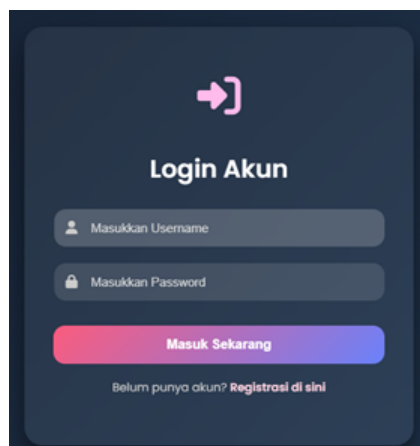 Login Akun
Masukkan Username
Masukkan Password
Masuk Sekarang
Belum punya akun? Registrasi di sini